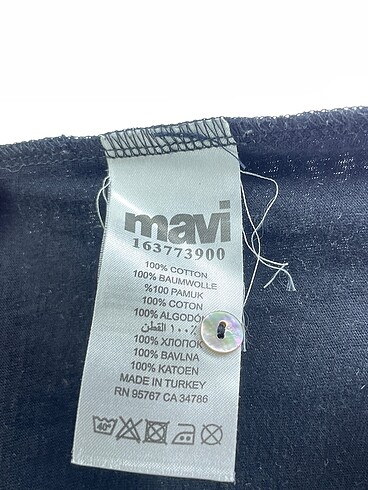 mavi
163773900
100% COTTON
100% BAUMWOLLE
%100 PAMUK
100% COTON
100% ALGODÓN
١٠٠٪ القطن
100% ХЛОПОК
100% BAVLNA
100% KATOEN
MADE IN TURKEY
RN 95767 CA 34786
40°